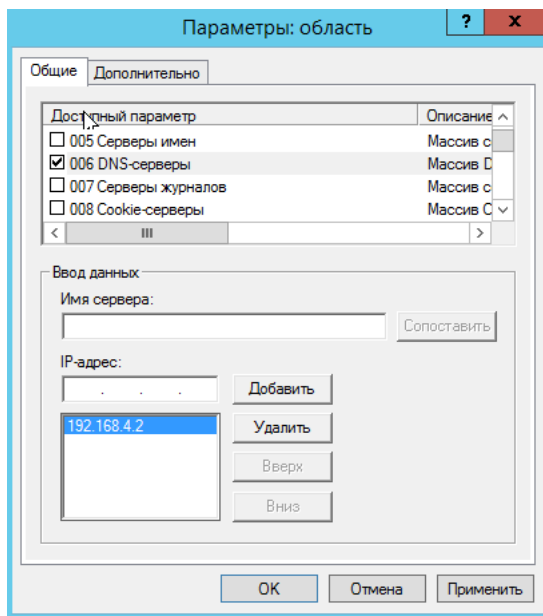 Параметры: область
?
x
Общие Дополнительно
Доступный параметр Описание
005 Серверы имен Массив с
006 DNS-серверы Массив D
007 Серверы журналов Массив с
008 Cookie-серверы Массив C
Ввод данных
Имя сервера:
Сопоставить
IP-адрес:
. . . Добавить
192.168.4.2 Удалить
Вверх
Вниз
OK Отмена Применить